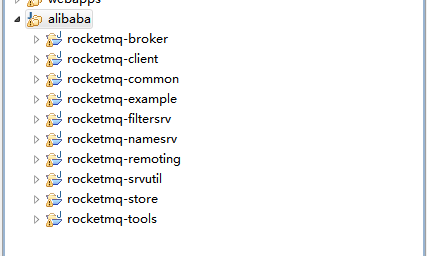 webapps
alibaba
rocketmq-broker
rocketmq-client
rocketmq-common
rocketmq-example
rocketmq-filtersrv
rocketmq-namesrv
rocketmq-remoting
rocketmq-srvutil
rocketmq-store
rocketmq-tools